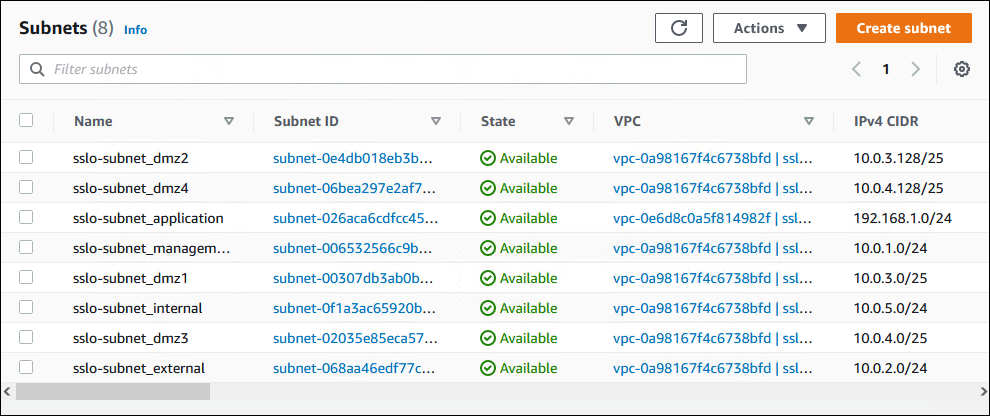 Subnets (8) Info Actions Create subnet
Filter subnets 1
Name Subnet ID State VPC IPv4 CIDR
sslo-subnet_dmz2 subnet-0e4db018eb3b... Available vpc-0a98167f4c6738bfd | ssl... 10.0.3.128/25
sslo-subnet_dmz4 subnet-06bea297e2af7... Available vpc-0a98167f4c6738bfd | ssl... 10.0.4.128/25
sslo-subnet_application subnet-026aca6cdfcc45... Available vpc-0e6d8c0a5f814982f | ssl... 192.168.1.0/24
sslo-subnet_managem... subnet-006532566c9b... Available vpc-0a98167f4c6738bfd | ssl... 10.0.1.0/24
sslo-subnet_dmz1 subnet-00307db3ab0b... Available vpc-0a98167f4c6738bfd | ssl... 10.0.3.0/25
sslo-subnet_internal subnet-0f1a3ac65920b... Available vpc-0a98167f4c6738bfd | ssl... 10.0.5.0/24
sslo-subnet_dmz3 subnet-02035e85eca57... Available vpc-0a98167f4c6738bfd | ssl... 10.0.4.0/25
sslo-subnet_external subnet-068aa46edf77c... Available vpc-0a98167f4c6738bfd | ssl... 10.0.2.0/24